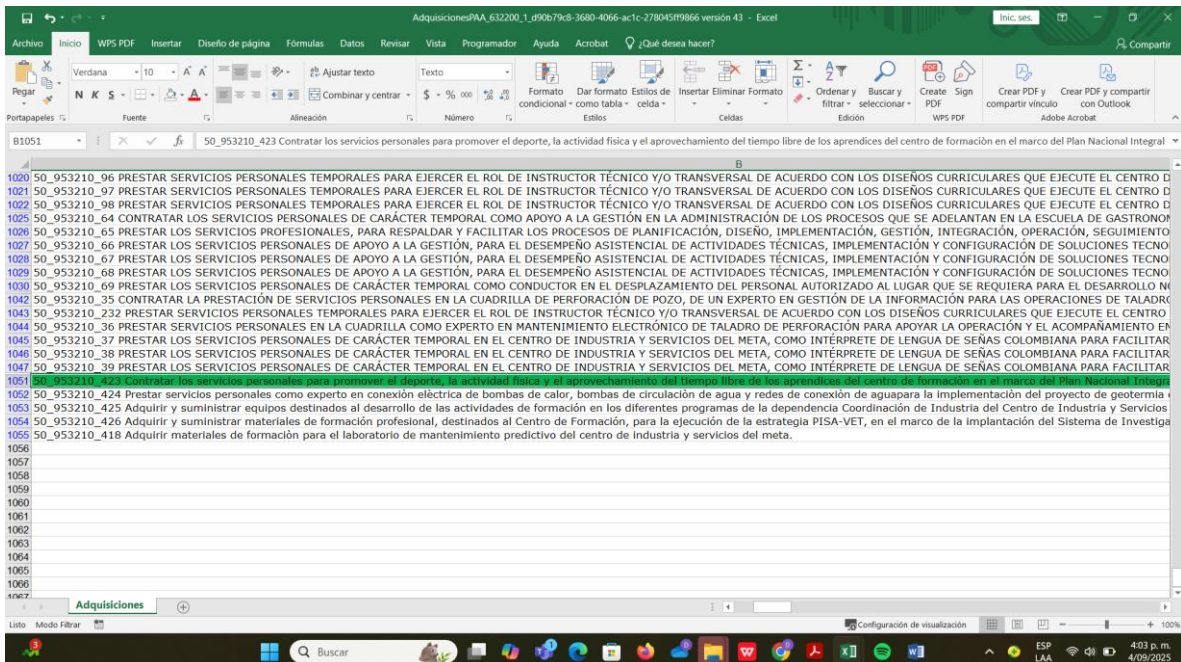 AdquisicionesPAA_632200_1_d90b79c8-3680-4066-ac1c-278045ff9866 versión 43 - Excel
Inic. ses.
Archivo Inicio WPS PDF Insertar Diseño de página Fórmulas Datos Revisar Vista Programador Ayuda Acrobat ¿Qué desea hacer? Compartir
Verdana 10 A A Ajustar texto Texto
Pegar N K S A Combinar y centrar $ % 000
Formato condicional Dar formato como tabla Estilos de celda Insertar Eliminar Formato Ordenar y filtrar Buscar y seleccionar Create PDF Sign Crear PDF y compartir vínculo Crear PDF y compartir con Outlook
Portapapeles Fuente Alineación Número Estilos Celdas Edición WPS PDF Adobe Acrobat
B1051 fx 50_953210_423 Contratar los servicios personales para promover el deporte, la actividad física y el aprovechamiento del tiempo libre de los aprendices del centro de formaciòn en el marco del Plan Nacional Integral
B
1020 50_953210_96 PRESTAR SERVICIOS PERSONALES TEMPORALES PARA EJERCER EL ROL DE INSTRUCTOR TÉCNICO Y/O TRANSVERSAL DE ACUERDO CON LOS DISEÑOS CURRICULARES QUE EJECUTE EL CENTRO D
1021 50_953210_97 PRESTAR SERVICIOS PERSONALES TEMPORALES PARA EJERCER EL ROL DE INSTRUCTOR TÉCNICO Y/O TRANSVERSAL DE ACUERDO CON LOS DISEÑOS CURRICULARES QUE EJECUTE EL CENTRO D
1022 50_953210_98 PRESTAR SERVICIOS PERSONALES TEMPORALES PARA EJERCER EL ROL DE INSTRUCTOR TÉCNICO Y/O TRANSVERSAL DE ACUERDO CON LOS DISEÑOS CURRICULARES QUE EJECUTE EL CENTRO D
1025 50_953210_64 CONTRATAR LOS SERVICIOS PERSONALES DE CARÁCTER TEMPORAL COMO APOYO A LA GESTIÓN EN LA ADMINISTRACIÓN DE LOS PROCESOS QUE SE ADELANTAN EN LA ESCUELA DE GASTRONOM
1026 50_953210_65 PRESTAR LOS SERVICIOS PROFESIONALES, PARA RESPALDAR Y FACILITAR LOS PROCESOS DE PLANIFICACIÓN, DISEÑO, IMPLEMENTACIÓN, GESTIÓN, INTEGRACIÓN, OPERACIÓN, SEGUIMIENTO
1027 50_953210_66 PRESTAR LOS SERVICIOS PERSONALES DE APOYO A LA GESTIÓN, PARA EL DESEMPEÑO ASISTENCIAL DE ACTIVIDADES TÉCNICAS, IMPLEMENTACIÓN Y CONFIGURACIÓN DE SOLUCIONES TECNO
1028 50_953210_67 PRESTAR LOS SERVICIOS PERSONALES DE APOYO A LA GESTIÓN, PARA EL DESEMPEÑO ASISTENCIAL DE ACTIVIDADES TÉCNICAS, IMPLEMENTACIÓN Y CONFIGURACIÓN DE SOLUCIONES TECNO
1029 50_953210_68 PRESTAR LOS SERVICIOS PERSONALES DE APOYO A LA GESTIÓN, PARA EL DESEMPEÑO ASISTENCIAL DE ACTIVIDADES TÉCNICAS, IMPLEMENTACIÓN Y CONFIGURACIÓN DE SOLUCIONES TECNO
1030 50_953210_69 PRESTAR LOS SERVICIOS PERSONALES DE CARÁCTER TEMPORAL COMO CONDUCTOR EN EL DESPLAZAMIENTO DEL PERSONAL AUTORIZADO AL LUGAR QUE SE REQUIERA PARA EL DESARROLLO NO
1042 50_953210_35 CONTRATAR LA PRESTACIÓN DE SERVICIOS PERSONALES EN LA CUADRILLA DE PERFORACIÓN DE POZO, DE UN EXPERTO EN GESTIÓN DE LA INFORMACIÓN PARA LAS OPERACIONES DE TALADRO
1043 50_953210_232 PRESTAR SERVICIOS PERSONALES TEMPORALES PARA EJERCER EL ROL DE INSTRUCTOR TÉCNICO Y/O TRANSVERSAL DE ACUERDO CON LOS DISEÑOS CURRICULARES QUE EJECUTE EL CENTRO
1044 50_953210_36 PRESTAR SERVICIOS PERSONALES EN LA CUADRILLA COMO EXPERTO EN MANTENIMIENTO ELECTRÓNICO DE TALADRO DE PERFORACIÓN PARA APOYAR LA OPERACIÓN Y EL ACOMPAÑAMIENTO EN
1045 50_953210_37 PRESTAR LOS SERVICIOS PERSONALES DE CARÁCTER TEMPORAL EN EL CENTRO DE INDUSTRIA Y SERVICIOS DEL META, COMO INTÉRPRETE DE LENGUA DE SEÑAS COLOMBIANA PARA FACILITAR
1046 50_953210_38 PRESTAR LOS SERVICIOS PERSONALES DE CARÁCTER TEMPORAL EN EL CENTRO DE INDUSTRIA Y SERVICIOS DEL META, COMO INTÉRPRETE DE LENGUA DE SEÑAS COLOMBIANA PARA FACILITAR
1047 50_953210_39 PRESTAR LOS SERVICIOS PERSONALES DE CARÁCTER TEMPORAL EN EL CENTRO DE INDUSTRIA Y SERVICIOS DEL META, COMO INTÉRPRETE DE LENGUA DE SEÑAS COLOMBIANA PARA FACILITAR
1051 50_953210_423 Contratar los servicios personales para promover el deporte, la actividad física y el aprovechamiento del tiempo libre de los aprendices del centro de formaciòn en el marco del Plan Nacional Integra
1052 50_953210_424 Prestar servicios personales como experto en conexiòn elèctrica de bombas de calor, bombas de circulaciòn de agua y redes de conexiòn de aguapara la implementaciòn del proyecto de geotermia
1053 50_953210_425 Adquirir y suministrar equipos destinados al desarrollo de las actividades de formación en los diferentes programas de la dependencia Coordinación de Industria del Centro de Industria y Servicios
1054 50_953210_426 Adquirir y suministrar materiales de formación profesional, destinados al Centro de Formación, para la ejecución de la estrategia PISA-VET, en el marco de la implantación del Sistema de Investiga
1055 50_953210_418 Adquirir materiales de formaciòn para el laboratorio de mantenimiento predictivo del centro de industria y servicios del meta.
1056
1057
1058
1059
1060
1061
1062
1063
1064
1065
1066
1067
Adquisiciones
Listo Modo Filtrar Configuración de visualización 100%
Buscar ESP LAA 4:03 p. m. 4/09/2025